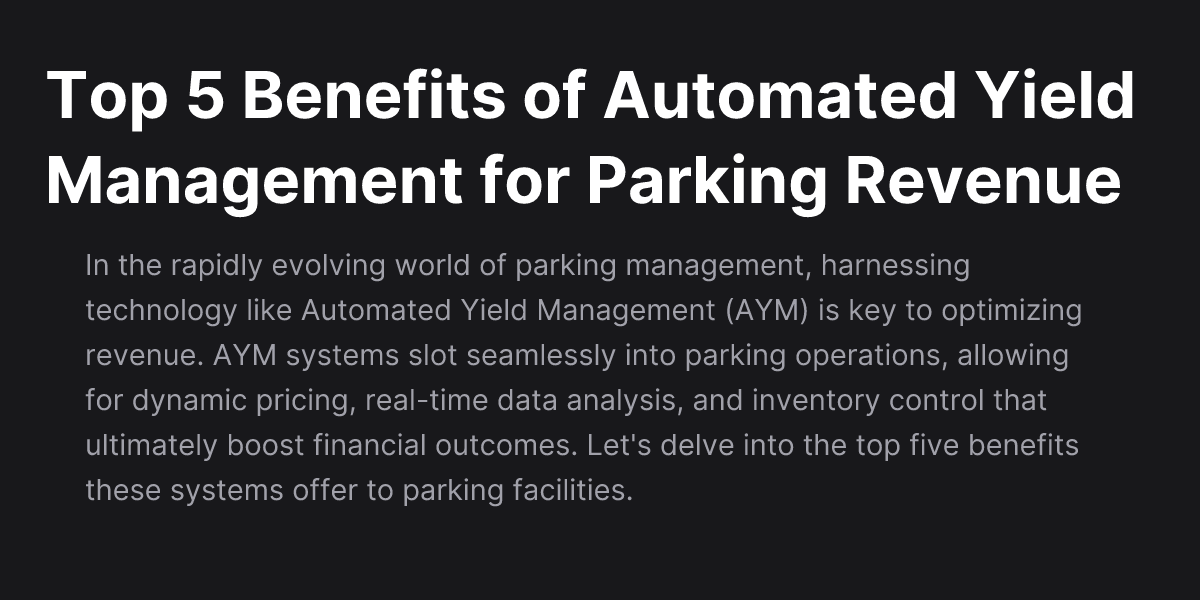 Top 5 Benefits of Automated Yield
Management for Parking Revenue
In the rapidly evolving world of parking management, harnessing
technology like Automated Yield Management (AYM) is key to optimizing
revenue. AYM systems slot seamlessly into parking operations, allowing
for dynamic pricing, real-time data analysis, and inventory control that
ultimately boost financial outcomes. Let's delve into the top five benefits
these systems offer to parking facilities.